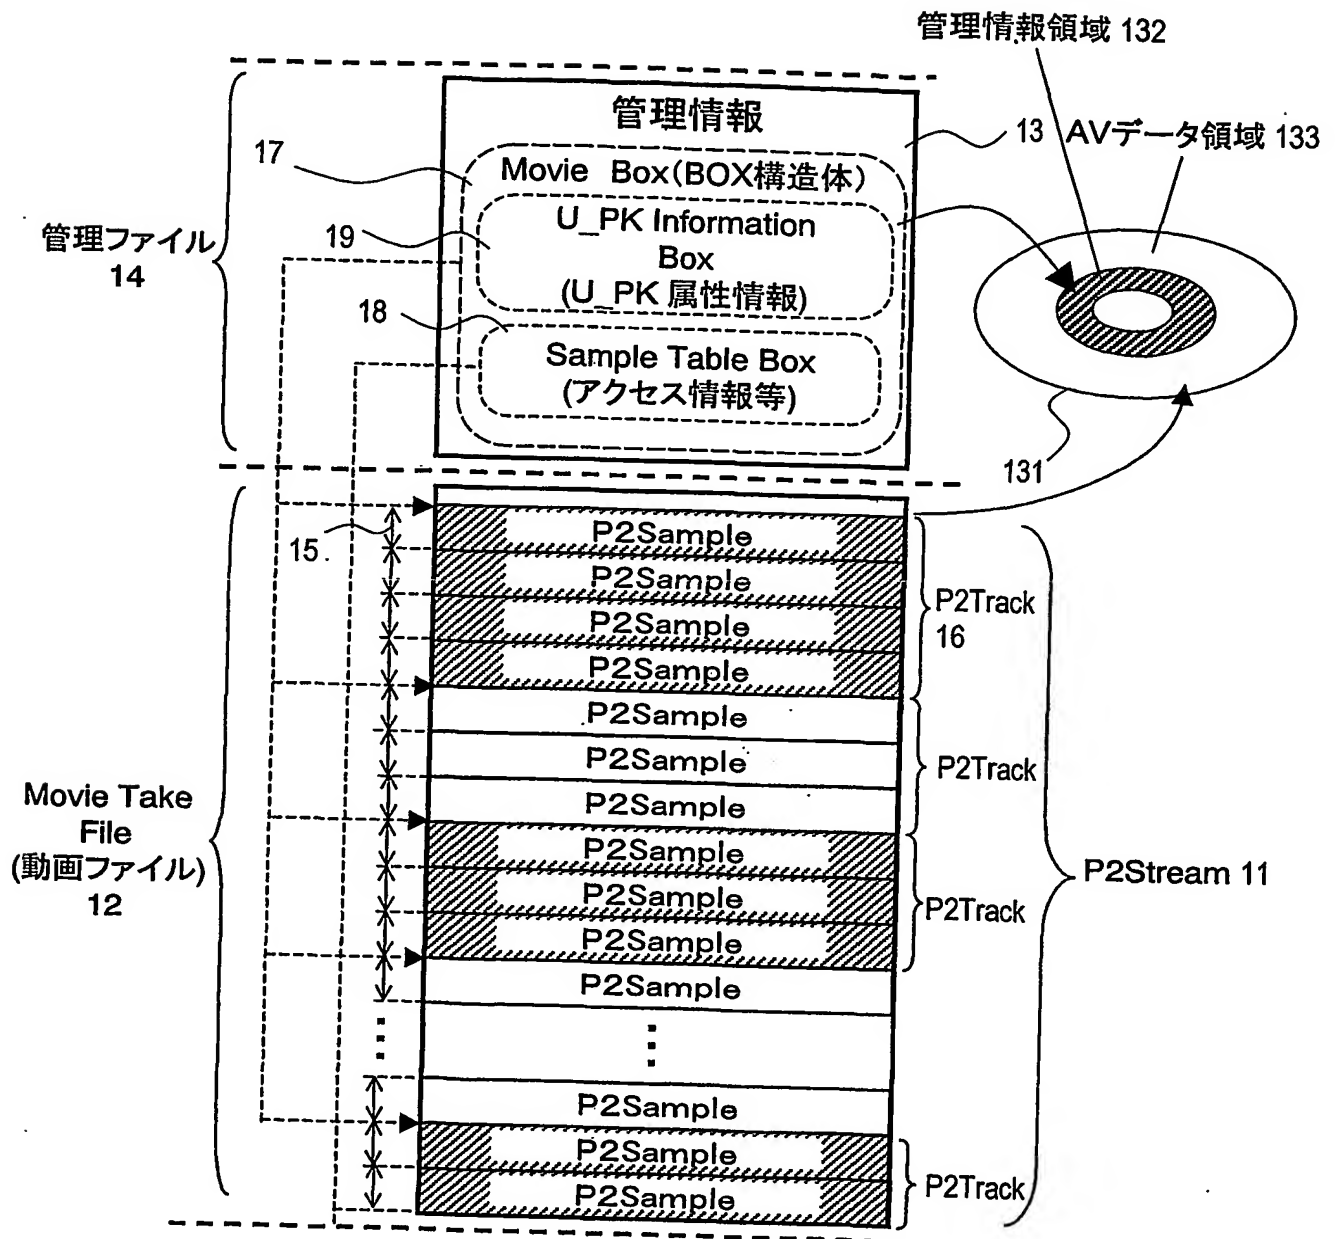 管理情報領域 132
管理情報
13
AVデータ領域 133
17
Movie Box(BOX構造体)
19
U_PK Information
Box
(U_PK 属性情報)
管理ファイル
14
18
Sample Table Box
(アクセス情報等)
131
15
P2Sample
P2Sample
P2Sample
P2Sample
P2Track
16
P2Sample
P2Sample
P2Sample
P2Track
Movie Take
File
(動画ファイル)
12
P2Sample
P2Sample
P2Sample
P2Track
P2Stream 11
P2Sample
P2Sample
P2Sample
P2Sample
P2Track